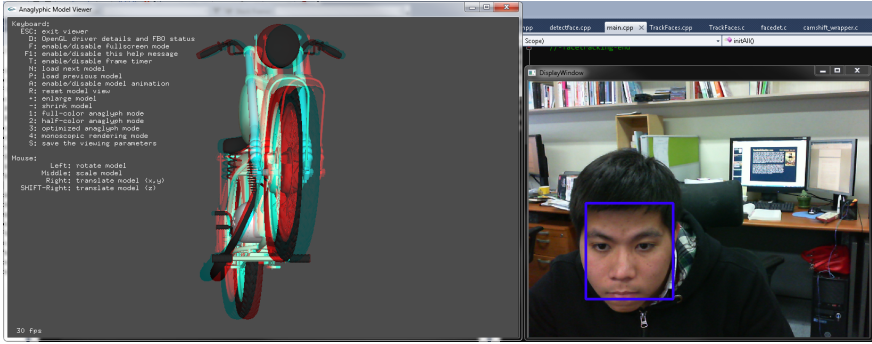 Anaglyphic Model Viewer
Keyboard:
ESC: exit viewer
D: OpenGL driver details and FBO status
F: enable/disable fullscreen mode
F1: enable/disable this help message
T: enable/disable frame timer
N: load next model
P: load previous model
A: enable/disable model animation
R: reset model view
+: enlarge model
-: shrink model
1: full-color anaglyph mode
2: half-color anaglyph mode
3: optimized anaglyph mode
4: monoscopic rendering mode
S: save the viewing parameters
Mouse:
Left: rotate model
Middle: scale model
Right: translate model (x,y)
SHIFT-Right: translate model (z)
30 fps
detectface.cpp main.cpp TrackFaces.cpp TrackFaces.c facedet.c camshift_wrapper.c
Scope) initAll()
//-facetracking-end
DisplayWindow